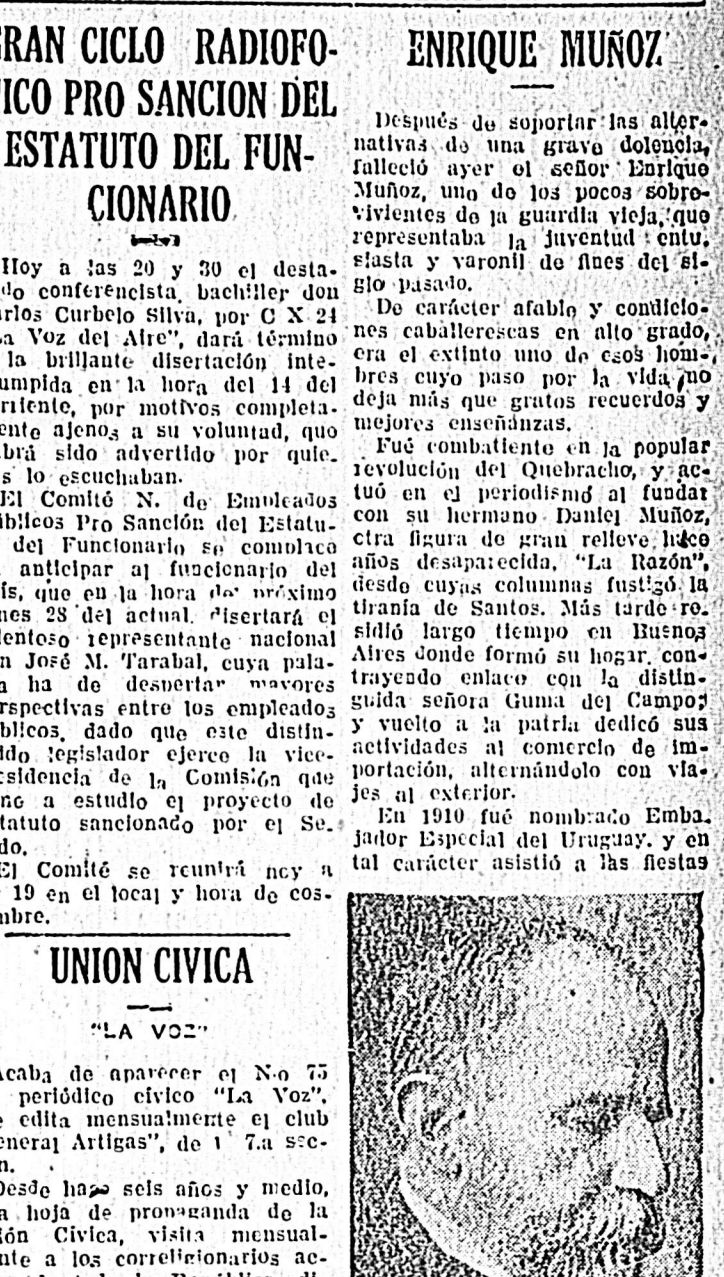 GRAN CICLO RADIOFO-
NICO PRO SANCION DEL
ESTATUTO DEL FUN-
CIONARIO
Hoy a las 20 y 30 el desta-
do conferencista, bachiller don
arlos Curbelo Silva, por C X 24
a Voz del Aire", dará término
la brillante disertación inte-
umpida en la hora del 14 del
rriente, por motivos completa-
ente ajenos a su voluntad, que
abrá sido advertido por quie-
s lo escuchaban.
El Comité N. de Empleados
úblicos Pro Sanción del Estatu-
del Funcionario se complace
anticipar al funcionario del
ís, que en la hora del próximo
nes 28 del actual, disertará el
lentoso representante nacional
n José M. Tarabal, cuya pala-
a ha de despertar mayores
rspectivas entre los empleados
blicos, dado que este distin-
ido legislador ejerce la vice-
esidencia de la Comisión que
ne a estudio el proyecto de
tatuto sancionado por el Se-
do.
El Comité se reunirá hoy a
19 en el local y hora de cos-
mbre.
UNION CIVICA
"LA VOZ"
Acaba de aparecer el N.o 75
periódico cívico "La Voz",
e edita mensualmente el club
eneral Artigas", de 7.a sec-
n.
Desde hace seis años y medio,
a hoja de propaganda de la
ión Cívica, visita mensual-
nte a los correligionarios ac-
ENRIQUE MUÑOZ
Después de soportar las alter-
nativas de una grave dolencia,
falleció ayer el señor Enrique
Muñoz, uno de los pocos sobre-
vivientes de la guardia vieja, que
representaba la juventud entu-
siasta y varonil de fines del si-
glo pasado.
De carácter afable y condicio-
nes caballerescas en alto grado,
era el extinto uno de esos hom-
bres cuyo paso por la vida no
deja más que gratos recuerdos y
mejores enseñanzas.
Fué combatiente en la popular
revolución del Quebracho, y ac-
tuó en el periodismo al fundar
con su hermano Daniel Muñoz,
otra figura de gran relieve hace
años desaparecida, "La Razón",
desde cuyas columnas fustigó la
tiranía de Santos. Más tarde re-
sidió largo tiempo en Buenos
Aires donde formó su hogar, con-
trayendo enlace con la distin-
guida señora Guma del Campo;
y vuelto a la patria dedicó sus
actividades al comercio de im-
portación, alternándolo con via-
jes al exterior.
En 1910 fué nombrado Emba-
jador Especial del Uruguay, y en
tal carácter asistió a las fiestas